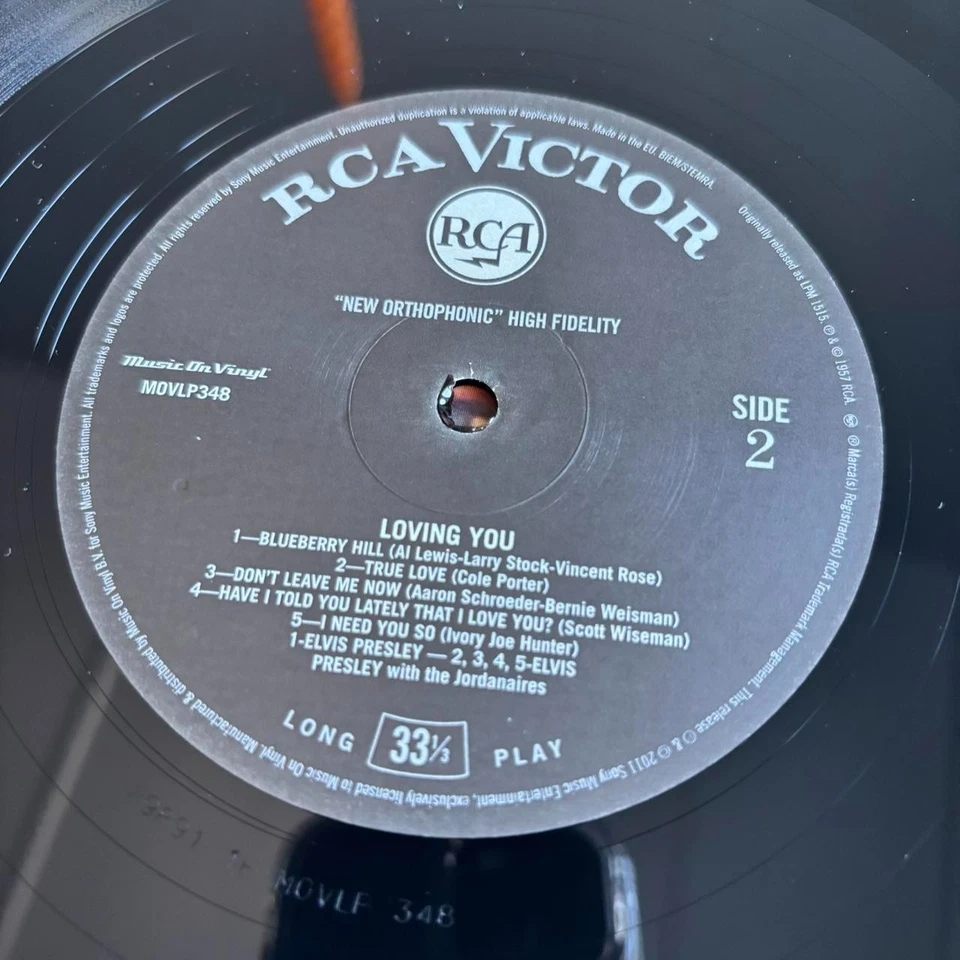 Manufactured & distributed by Music On Vinyl B.V. for Sony Music Entertainment. All trademarks and logos are protected. All rights reserved by Sony Music Entertainment. Unauthorized duplication is a violation of applicable laws. Made in the EU. BIEM/STEMRA.
Originally released as LPM 1515. ℗ & © 1957 RCA. ® Marca(s) Registrada(s) RCA Trademark Management. This release ℗ & © 2011 Sony Music Entertainment, exclusively licensed to Music On Vinyl.
RCA VICTOR
RCA
"NEW ORTHOPHONIC" HIGH FIDELITY
Music On Vinyl
MOVLP348
SIDE
2
LOVING YOU
1—BLUEBERRY HILL (Al Lewis-Larry Stock-Vincent Rose)
2—TRUE LOVE (Cole Porter)
3—DON'T LEAVE ME NOW (Aaron Schroeder-Bernie Weisman)
4—HAVE I TOLD YOU LATELY THAT I LOVE YOU? (Scott Wiseman)
5—I NEED YOU SO (Ivory Joe Hunter)
1-ELVIS PRESLEY — 2, 3, 4, 5-ELVIS
PRESLEY with the Jordanaires
LONG 33⅓ PLAY
MOVLP 348